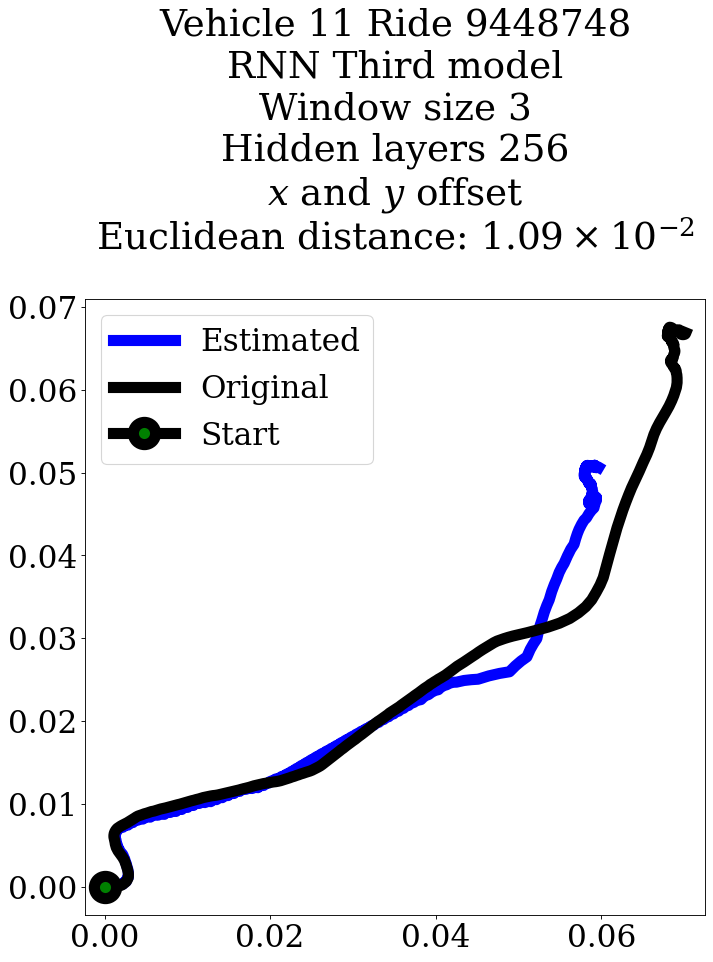 Vehicle 11 Ride 9448748
RNN Third model
Window size 3
Hidden layers 256
x and y offset
Euclidean distance: 1.09 × 10⁻²
Estimated
Original
Start
0.07
0.06
0.05
0.04
0.03
0.02
0.01
0.00
0.00 0.02 0.04 0.06